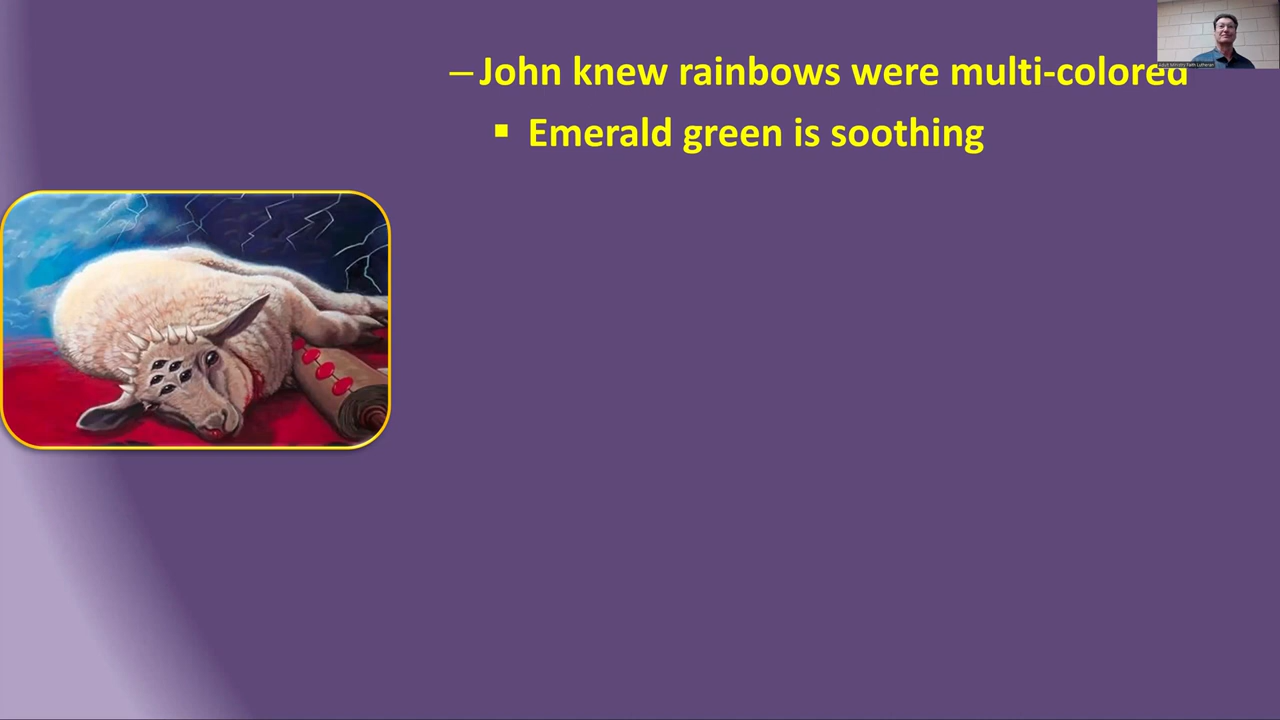 – John knew rainbows were multi-colored
▪ Emerald green is soothing